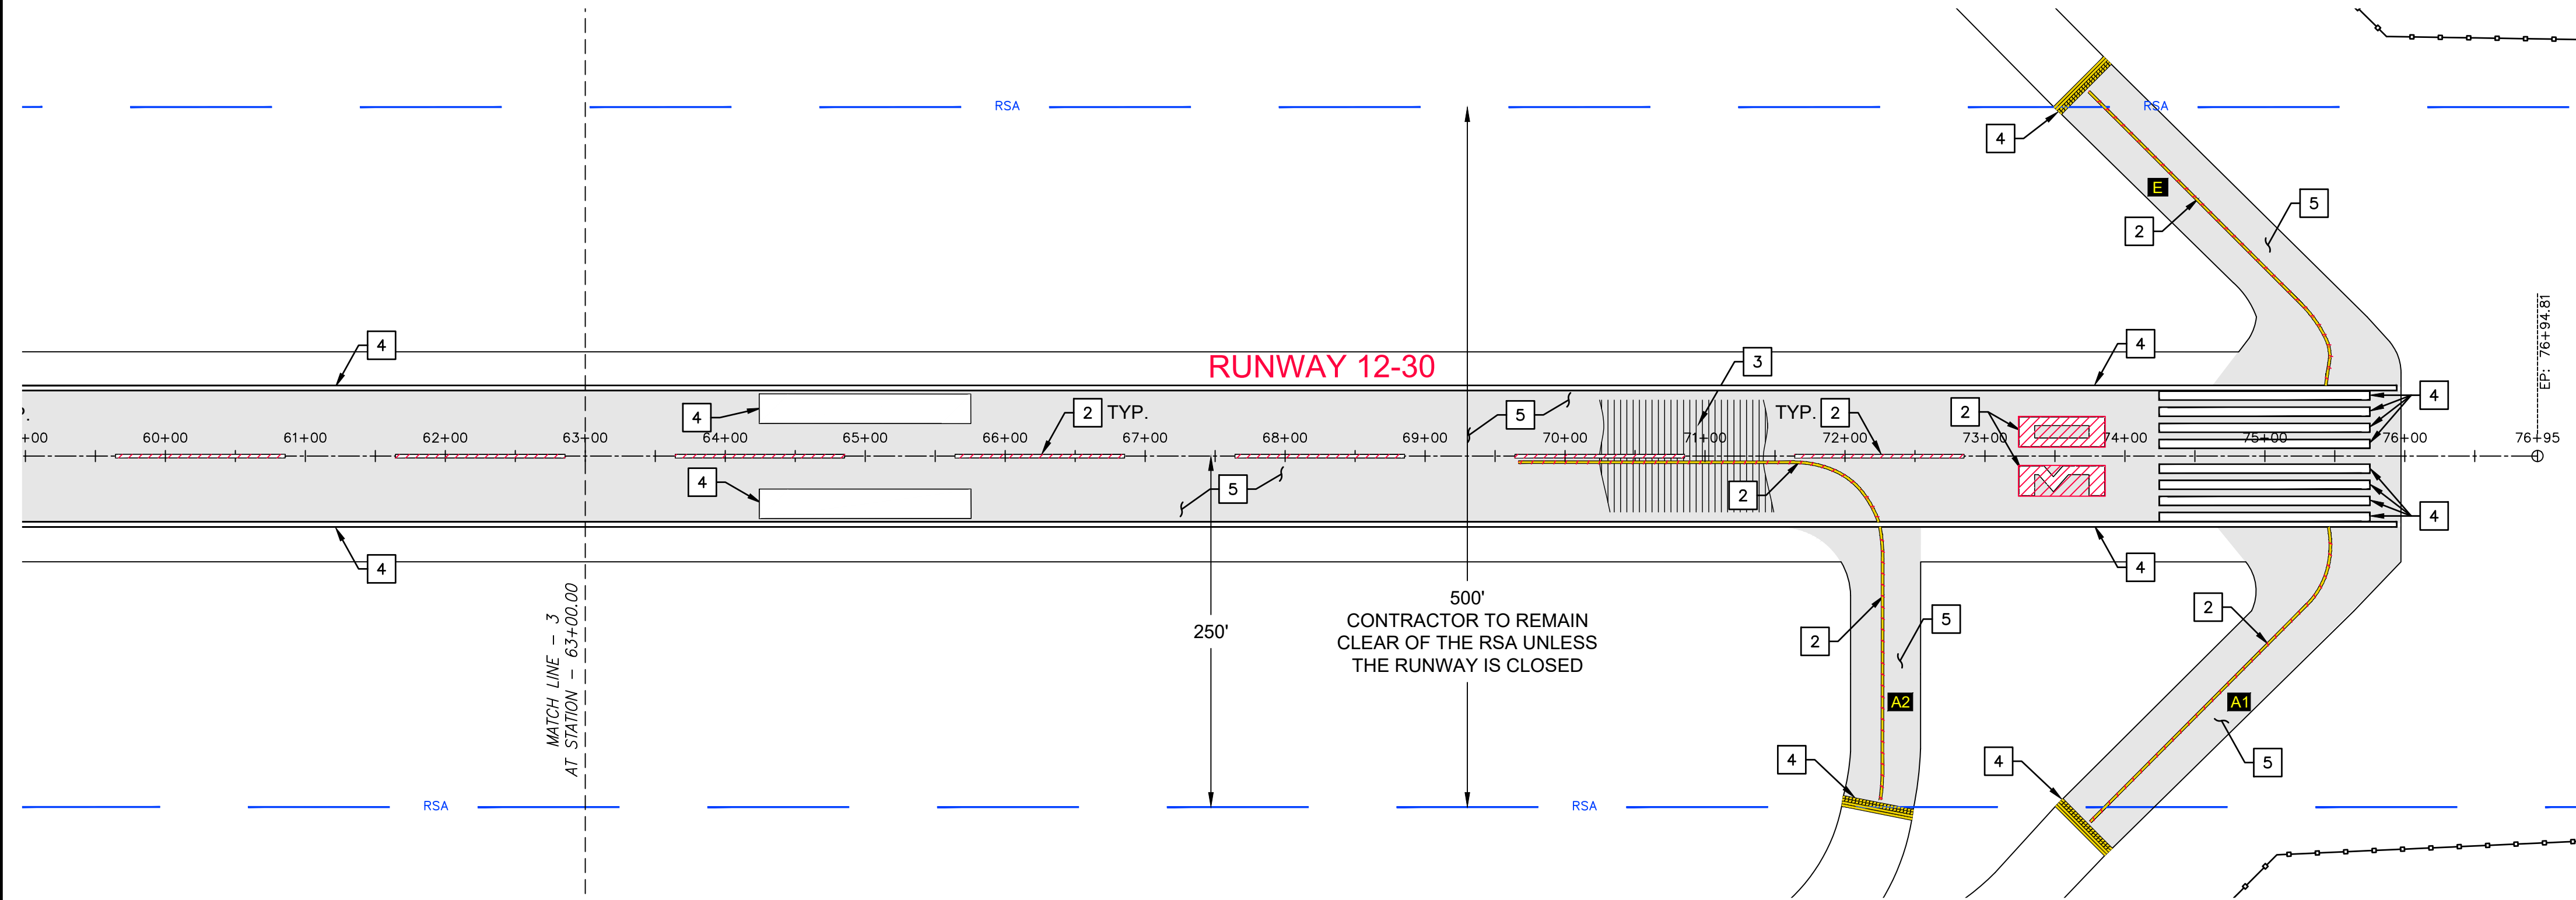 RSA
RSA
4
E
5
2
EP: 76+94.81
4
RUNWAY 12-30
3
4
4
4
2 TYP.
5
TYP. 2
2
P.
+00
60+00
61+00
62+00
63+00
64+00
65+00
66+00
67+00
68+00
69+00
70+00
71+00
72+00
73+00
74+00
75+00
76+00
76+95
4
5
2
4
4
4
MATCH LINE - 3
AT STATION - 63+00.00
250'
500'
CONTRACTOR TO REMAIN
CLEAR OF THE RSA UNLESS
THE RUNWAY IS CLOSED
2
5
2
A2
A1
4
4
5
RSA
RSA